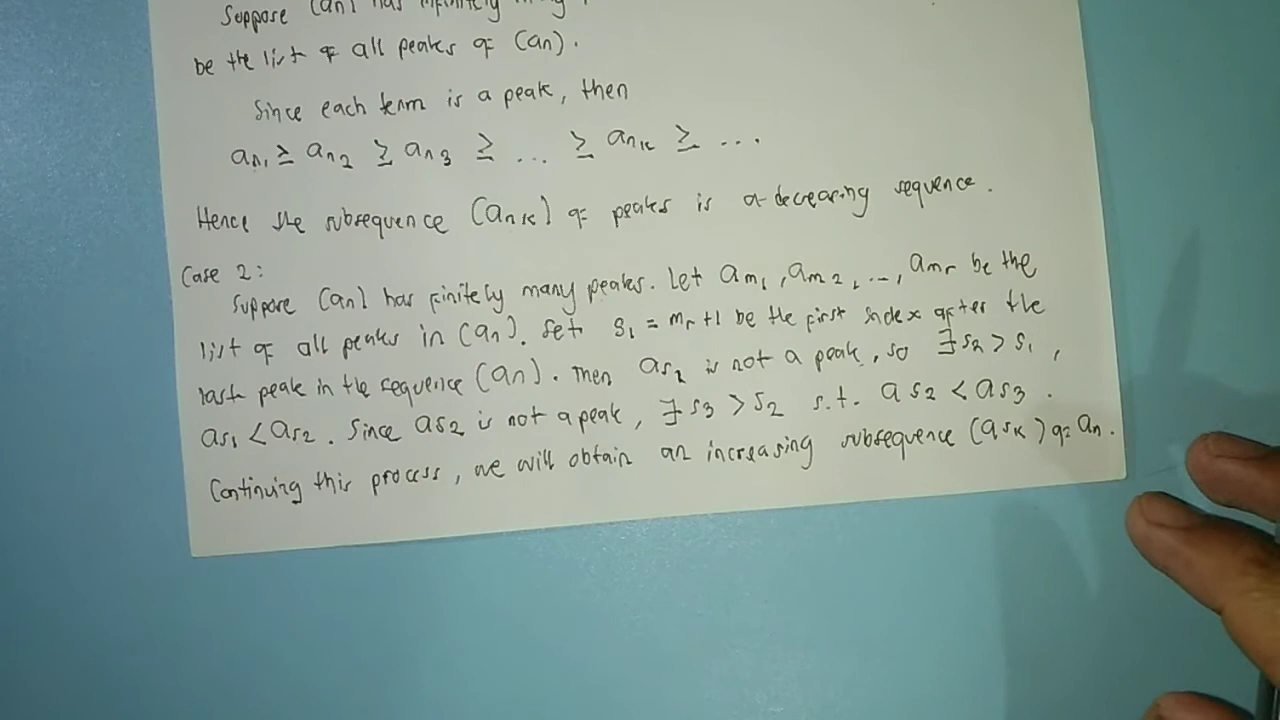 Suppose (an) has infinitely many
be the list of all peaks of (an).
Since each term is a peak, then
an1 ≥ an2 ≥ an3 ≥ ... ≥ ank ≥ ...
Hence the subsequence (ank) of peaks is a decreasing sequence.
Case 2:
Suppose (an) has finitely many peaks. Let am1, am2, ..., amr be the
list of all peaks in (an). Set s1 = mr+1 be the first index after the
last peak in the sequence (an). Then as1 is not a peak, so ∃ s2 > s1,
as1 < as2. Since as2 is not a peak, ∃ s3 > s2 s.t. as2 < as3.
Continuing this process, we will obtain an increasing subsequence (ask) of an.